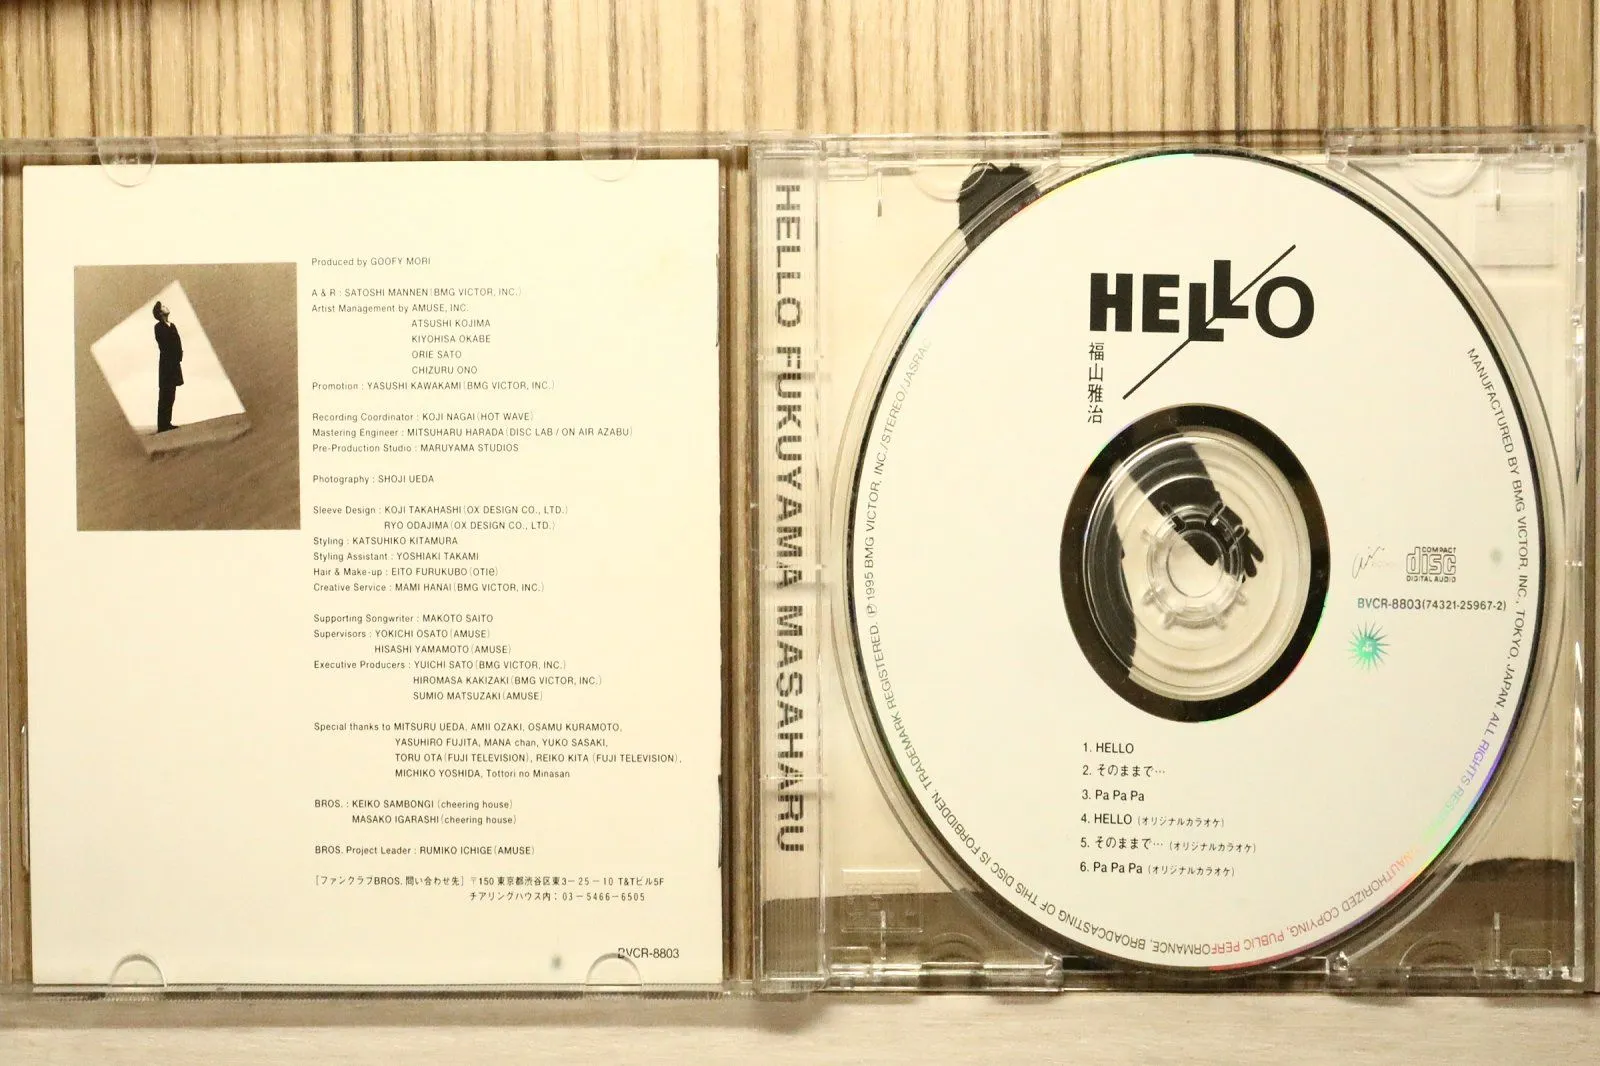 Produced by GOOFY MORI
A & R : SATOSHI MANNEN (BMG VICTOR, INC.)
Artist Management by AMUSE, INC.
ATSUSHI KOJIMA
KIYOHISA OKABE
ORIE SATO
CHIZURU ONO
Promotion : YASUSHI KAWAKAMI (BMG VICTOR, INC.)
Recording Coordinator : KOJI NAGAI (HOT WAVE)
Mastering Engineer : MITSUHARU HARADA (DISC LAB / ON AIR AZABU)
Pre-Production Studio : MARUYAMA STUDIOS
Photography : SHOJI UEDA
Sleeve Design : KOJI TAKAHASHI (OX DESIGN CO., LTD.)
RYO ODAJIMA (OX DESIGN CO., LTD.)
Styling : KATSUHIKO KITAMURA
Styling Assistant : YOSHIAKI TAKAMI
Hair & Make-up : EITO FURUKUBO (OTIe)
Creative Service : MAMI HANAI (BMG VICTOR, INC.)
Supporting Songwriter : MAKOTO SAITO
Supervisors : YOKICHI OSATO (AMUSE)
HISASHI YAMAMOTO (AMUSE)
Executive Producers : YUICHI SATO (BMG VICTOR, INC.)
HIROMASA KAKIZAKI (BMG VICTOR, INC.)
SUMIO MATSUZAKI (AMUSE)
Special thanks to MITSURU UEDA, AMII OZAKI, OSAMU KURAMOTO,
YASUHIRO FUJITA, MANA chan, YUKO SASAKI,
TORU OTA (FUJI TELEVISION), REIKO KITA (FUJI TELEVISION),
MICHIKO YOSHIDA, Tottori no Minasan
BROS. : KEIKO SAMBONGI (cheering house)
MASAKO IGARASHI (cheering house)
BROS. Project Leader : RUMIKO ICHIGE (AMUSE)
[ファンクラブBROS. 問い合わせ先] 〒150 東京都渋谷区東3−25−10 T&Tビル5F
チアリングハウス内 : 03−5466−6505
BVCR-8803
HELLO FUKUYAMA MASAHARU
HELLO
福山雅治
COMPACT
disc
DIGITAL AUDIO
BVCR-8803(74321-25967-2)
1. HELLO
2. そのままで…
3. Pa Pa Pa
4. HELLO (オリジナルカラオケ)
5. そのままで… (オリジナルカラオケ)
6. Pa Pa Pa (オリジナルカラオケ)
MANUFACTURED BY BMG VICTOR, INC., TOKYO, JAPAN. ALL RIGHTS RESERVED. UNAUTHORIZED COPYING, PUBLIC PERFORMANCE, BROADCASTING OF THIS DISC IS FORBIDDEN. TRADEMARK REGISTERED. ℗ 1995 BMG VICTOR, INC./STEREO/JASRAC